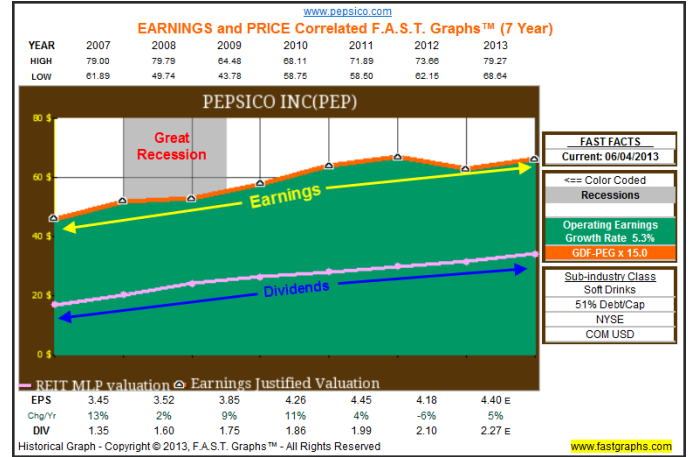 www.pepsico.com
EARNINGS and PRICE Correlated F.A.S.T. Graphs™ (7 Year)
YEAR 2007 2008 2009 2010 2011 2012 2013
HIGH 79.00 79.79 64.48 68.11 71.89 73.66 79.27
LOW 61.89 49.74 43.78 58.75 58.50 62.15 68.64
PEPSICO INC(PEP)
80 $
60 $
40 $
20 $
0 $
Great
Recession
Earnings
Dividends
FAST FACTS
Current: 06/04/2013
<== Color Coded
Recessions
Operating Earnings
Growth Rate 5.3%
GDF-PEG x 15.0
Sub-industry Class
Soft Drinks
51% Debt/Cap
NYSE
COM USD
REIT MLP valuation Earnings Justified Valuation
EPS 3.45 3.52 3.85 4.26 4.45 4.18 4.40 E
Chg/Yr 13% 2% 9% 11% 4% -6% 5%
DIV 1.35 1.60 1.75 1.86 1.99 2.10 2.27 E
Historical Graph - Copyright © 2013, F.A.S.T. Graphs™ - All Rights Reserved
www.fastgraphs.com